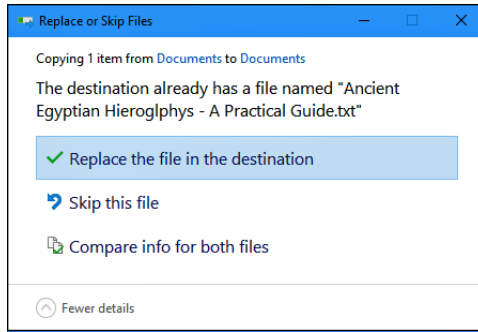 Replace or Skip Files
Copying 1 item from Documents to Documents
The destination already has a file named "Ancient
Egyptian Hieroglphys - A Practical Guide.txt"
Replace the file in the destination
Skip this file
Compare info for both files
Fewer details